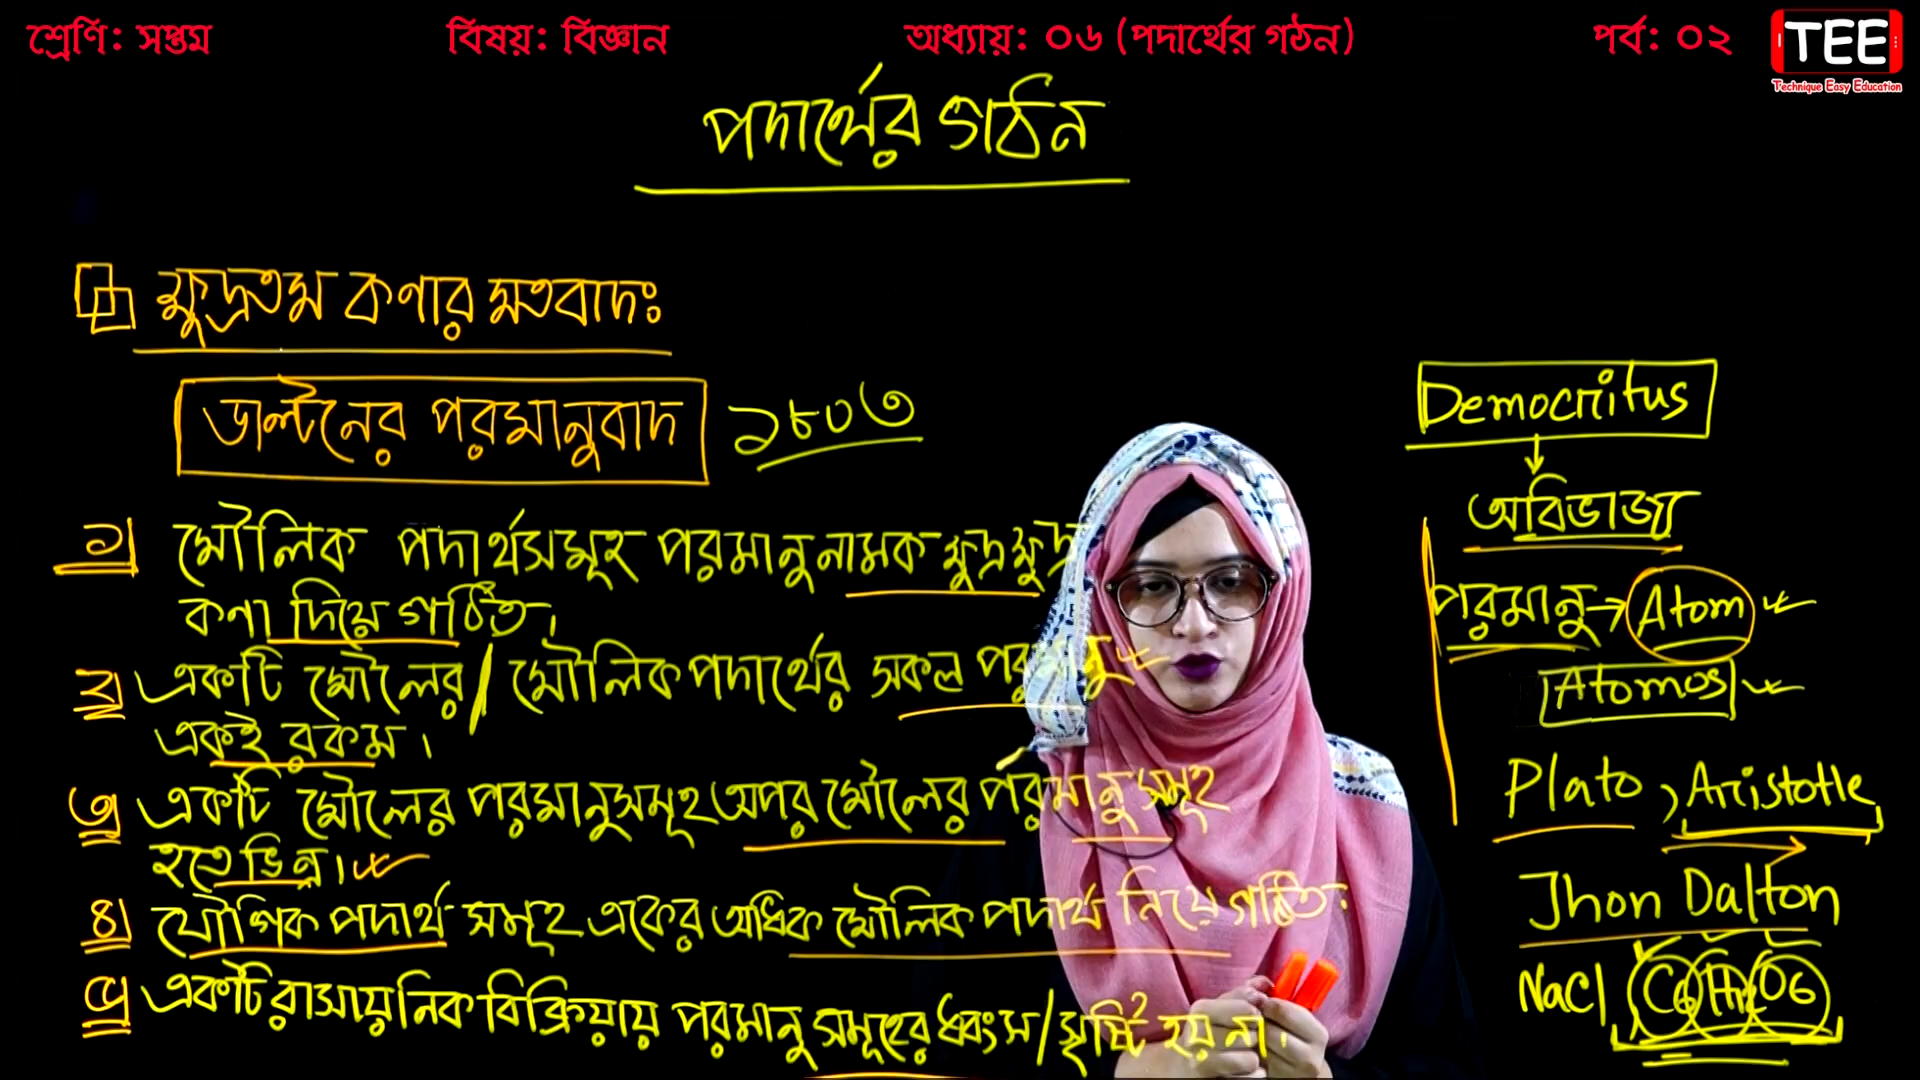 শ্রেণি: সপ্তম
বিষয়: বিজ্ঞান
অধ্যায়: ০৬ (পদার্থের গঠন)
পর্ব: ০২
TEE
Technique Easy Education
পদার্থের গঠন
ক্ষুদ্রতম কণার মতবাদঃ
ডাল্টনের পরমানুবাদ
১৮০৩
১। মৌলিক পদার্থসমূহ পরমানু নামক ক্ষুদ্র ক্ষুদ্র
কণা দিয়ে গঠিত।
২। একটি মৌলের / মৌলিক পদার্থের সকল পরমানু
একই রকম।
৩। একটি মৌলের পরমানুসমূহ অপর মৌলের পরমানু সমূহ
হতে ভিন্ন।
৪। যৌগিক পদার্থ সমূহ একের অধিক মৌলিক পদার্থ নিয়ে গঠিত।
৫। একটি রাসায়নিক বিক্রিয়ায় পরমানু সমূহের ধ্বংস / সৃষ্টি হয় না।
Democritus
অবিভাজ্য
পরমানু → Atom
Atomos
Plato, Aristotle,
Jhon Dalton
NaCl C6H12O6